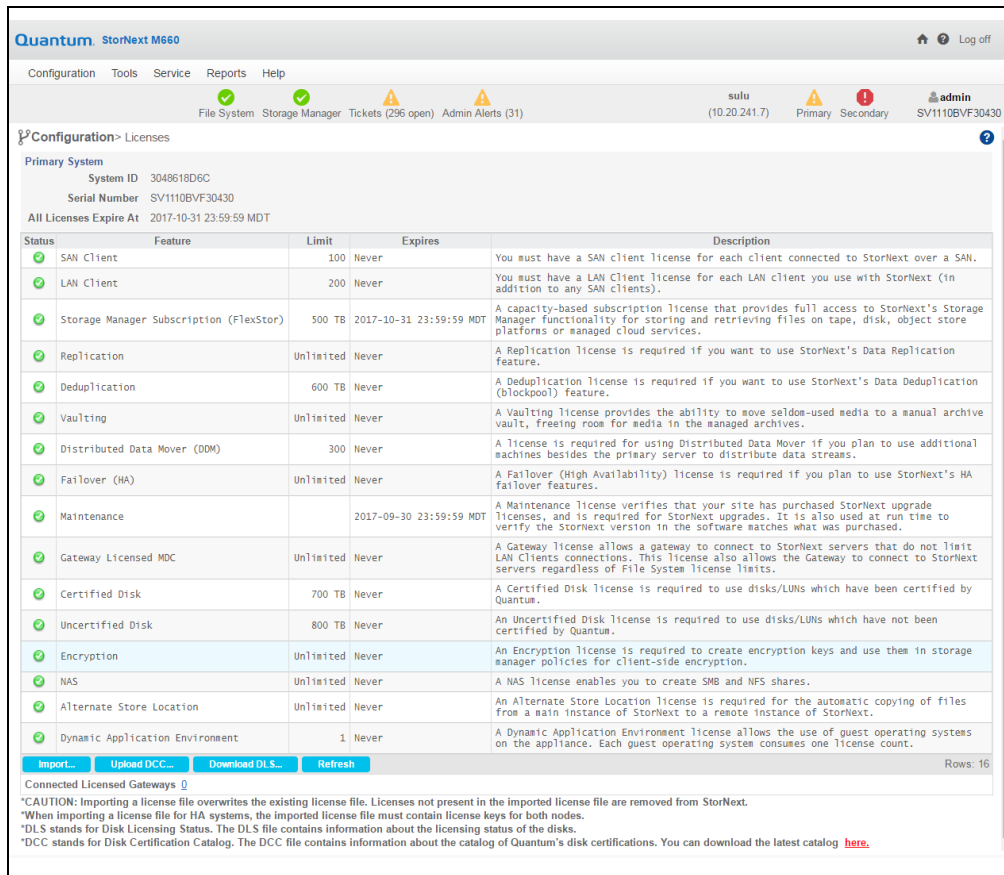 Quantum. StorNext M660
Log off
Configuration Tools Service Reports Help
File System Storage Manager Tickets (296 open) Admin Alerts (31)
sulu
(10.20.241.7)
Primary Secondary
admin
SV1110BVF30430
Configuration> Licenses
Primary System
System ID 3048618D6C
Serial Number SV1110BVF30430
All Licenses Expire At 2017-10-31 23:59:59 MDT
Status Feature Limit Expires Description
SAN Client 100 Never You must have a SAN client license for each client connected to StorNext over a SAN.
LAN Client 200 Never You must have a LAN Client license for each LAN client you use with StorNext (in
addition to any SAN clients).
Storage Manager Subscription (FlexStor) 500 TB 2017-10-31 23:59:59 MDT A capacity-based subscription license that provides full access to StorNext's Storage
Manager functionality for storing and retrieving files on tape, disk, object store
platforms or managed cloud services.
Replication Unlimited Never A Replication license is required if you want to use StorNext's Data Replication
feature.
Deduplication 600 TB Never A Deduplication license is required if you want to use StorNext's Data Deduplication
(blockpool) feature.
Vaulting Unlimited Never A Vaulting license provides the ability to move seldom-used media to a manual archive
vault, freeing room for media in the managed archives.
Distributed Data Mover (DDM) 300 Never A license is required for using Distributed Data Mover if you plan to use additional
machines besides the primary server to distribute data streams.
Failover (HA) Unlimited Never A Failover (High Availability) license is required if you plan to use StorNext's HA
failover features.
Maintenance 2017-09-30 23:59:59 MDT A Maintenance license verifies that your site has purchased StorNext upgrade
licenses, and is required for StorNext upgrades. It is also used at run time to
verify the StorNext version in the software matches what was purchased.
Gateway Licensed MDC Unlimited Never A Gateway license allows a gateway to connect to StorNext servers that do not limit
LAN Clients connections. This license also allows the Gateway to connect to StorNext
servers regardless of File System license limits.
Certified Disk 700 TB Never A Certified Disk license is required to use disks/LUNs which have been certified by
Quantum.
Uncertified Disk 800 TB Never An Uncertified Disk license is required to use disks/LUNs which have not been
certified by Quantum.
Encryption Unlimited Never An Encryption license is required to create encryption keys and use them in storage
manager policies for client-side encryption.
NAS Unlimited Never A NAS license enables you to create SMB and NFS shares.
Alternate Store Location Unlimited Never An Alternate Store Location license is required for the automatic copying of files
from a main instance of StorNext to a remote instance of StorNext.
Dynamic Application Environment 1 Never A Dynamic Application Environment license allows the use of guest operating systems
on the appliance. Each guest operating system consumes one license count.
Import... Upload DCC... Download DLS... Refresh Rows: 16
Connected Licensed Gateways 0
*CAUTION: Importing a license file overwrites the existing license file. Licenses not present in the imported license file are removed from StorNext.
*When importing a license file for HA systems, the imported license file must contain license keys for both nodes.
*DLS stands for Disk Licensing Status. The DLS file contains information about the licensing status of the disks.
*DCC stands for Disk Certification Catalog. The DCC file contains information about the catalog of Quantum's disk certifications. You can download the latest catalog here.